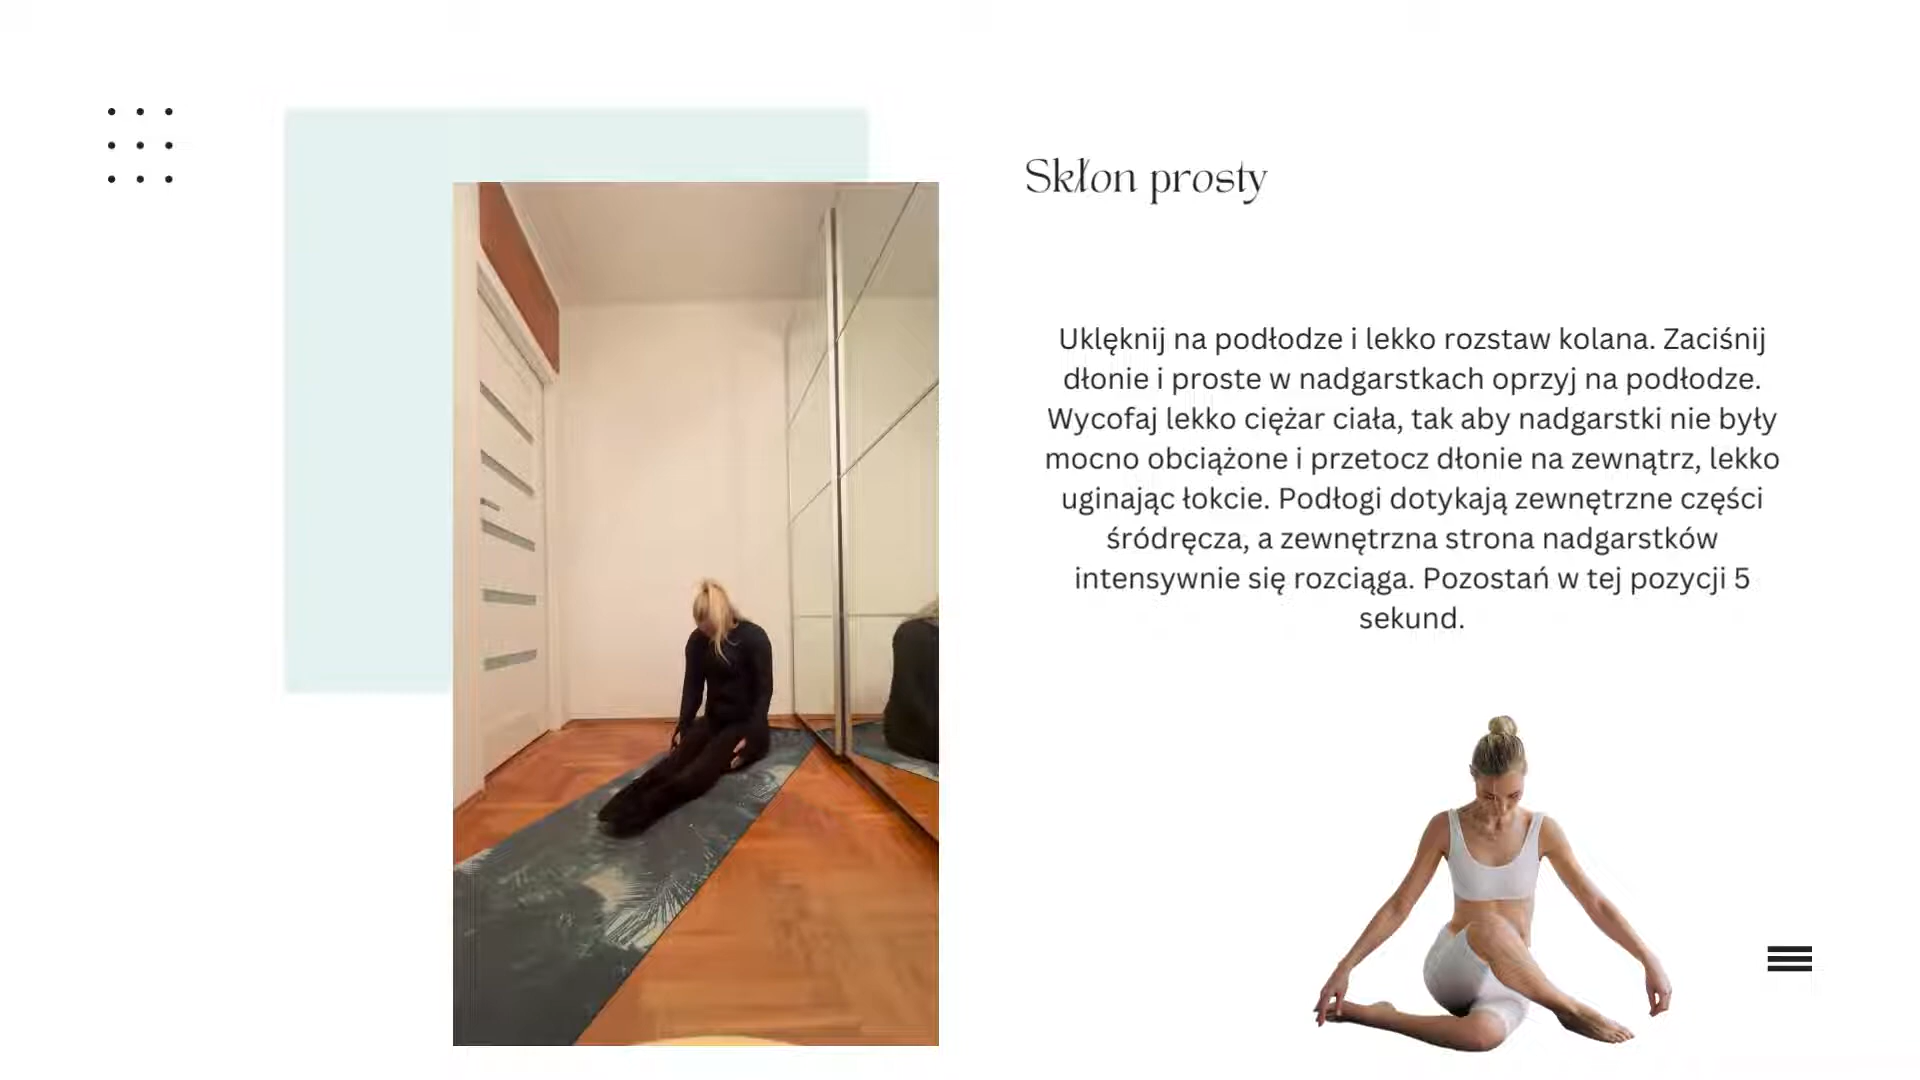 Skłon prosty
Uklęknij na podłodze i lekko rozstaw kolana. Zaciśnij
dłonie i proste w nadgarstkach oprzyj na podłodze.
Wycofaj lekko ciężar ciała, tak aby nadgarstki nie były
mocno obciążone i przetocz dłonie na zewnątrz, lekko
uginając łokcie. Podłogi dotykają zewnętrzne części
śródręcza, a zewnętrzna strona nadgarstków
intensywnie się rozciąga. Pozostań w tej pozycji 5
sekund.